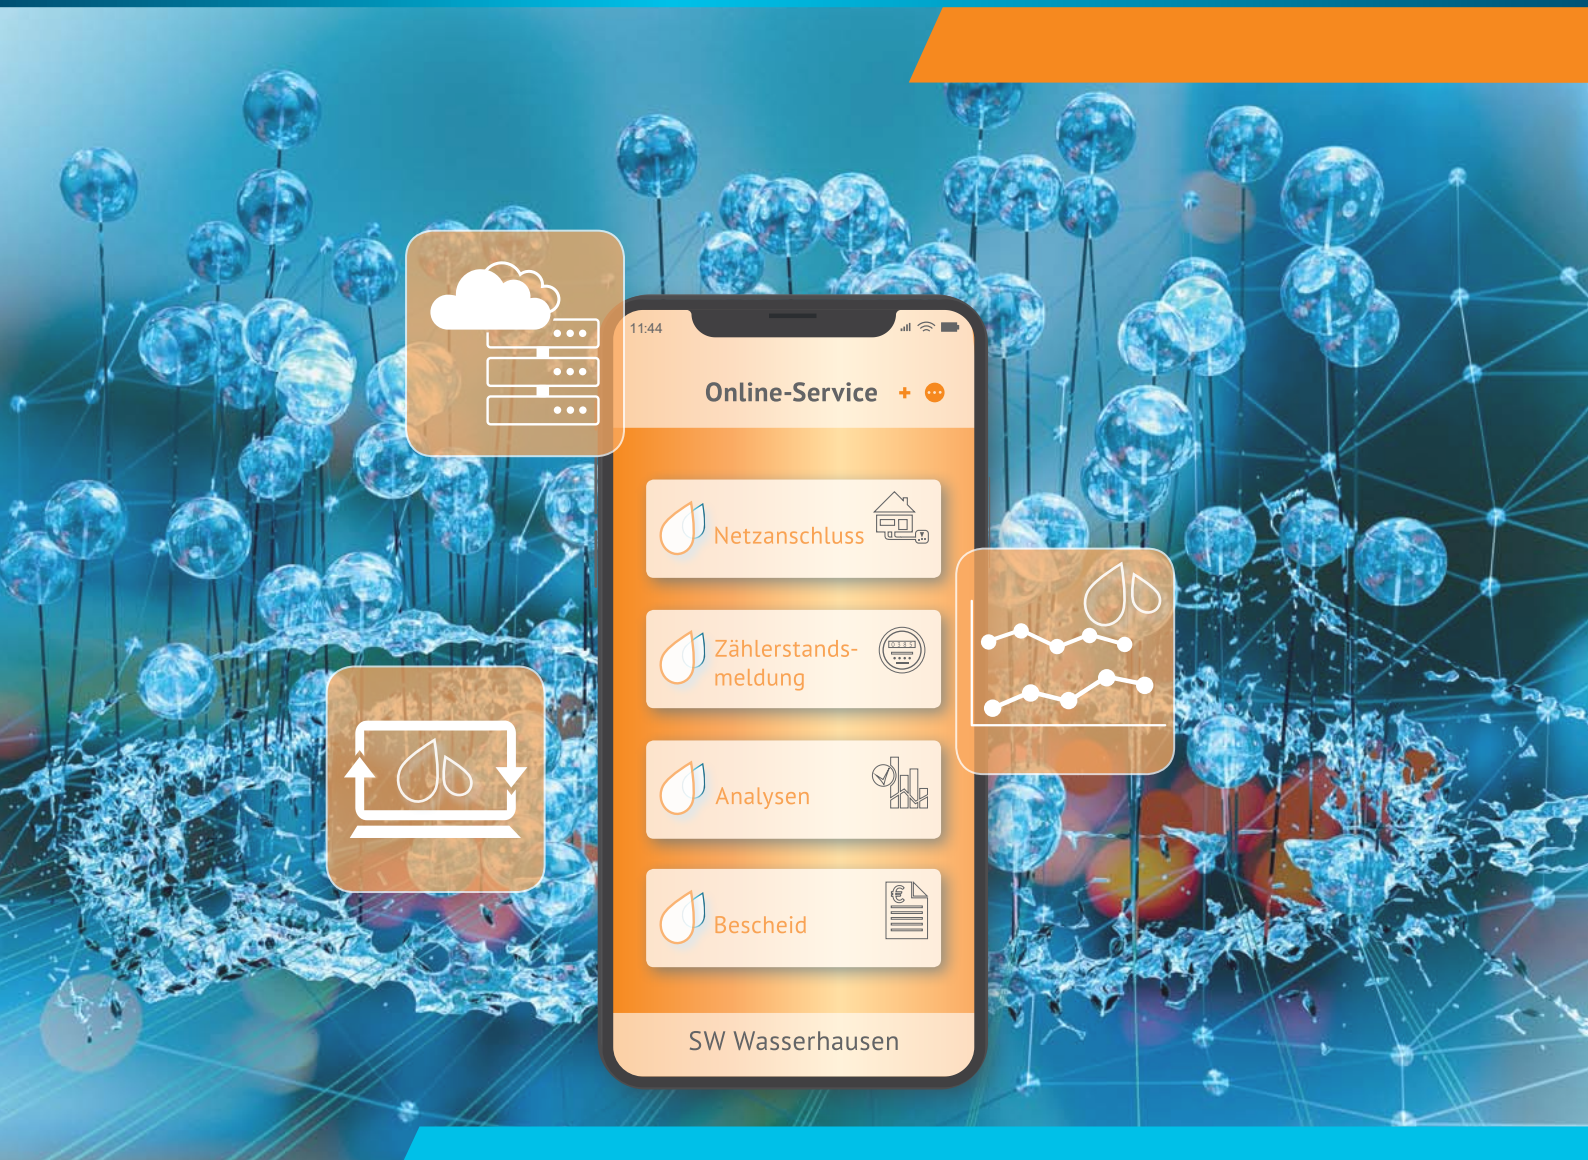 11:44
Online-Service
Netzanschluss
Zählerstands-
meldung
Analysen
€
Bescheid
SW Wasserhausen